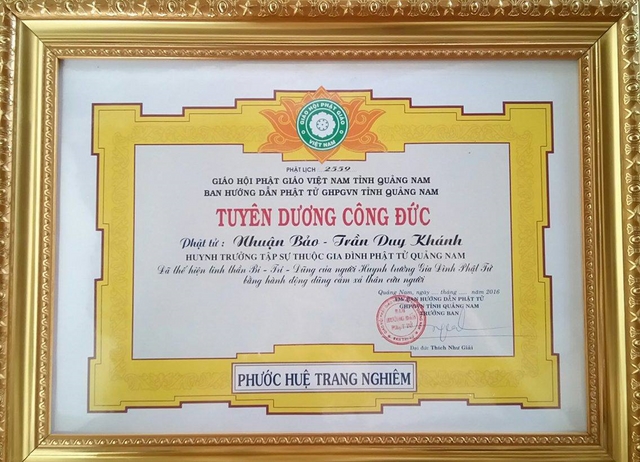 GIÁO HỘI PHẬT GIÁO
VIỆT NAM
PHẬT LỊCH : 2559
GIÁO HỘI PHẬT GIÁO VIỆT NAM TỈNH QUẢNG NAM
BAN HƯỚNG DẪN PHẬT TỬ GHPGVN TỈNH QUẢNG NAM
TUYÊN DƯƠNG CÔNG ĐỨC
Phật tử : Nhuận Bảo - Trần Duy Khánh
HUYNH TRƯỞNG TẬP SỰ THUỘC GIA ĐÌNH PHẬT TỬ QUẢNG NAM
Đã thể hiện tinh thần Bi - Trí - Dũng của người Huynh trưởng Gia Đình Phật Tử
bằng hành động dũng cảm xả thân cứu người
Quảng Nam, ngày ... tháng ... năm 2016
BAN HƯỚNG DẪN PHẬT TỬ
GHPGVN TỈNH QUẢNG NAM
TRƯỞNG BAN
Đại đức Thích Như Giải
PHƯỚC HUỆ TRANG NGHIÊM